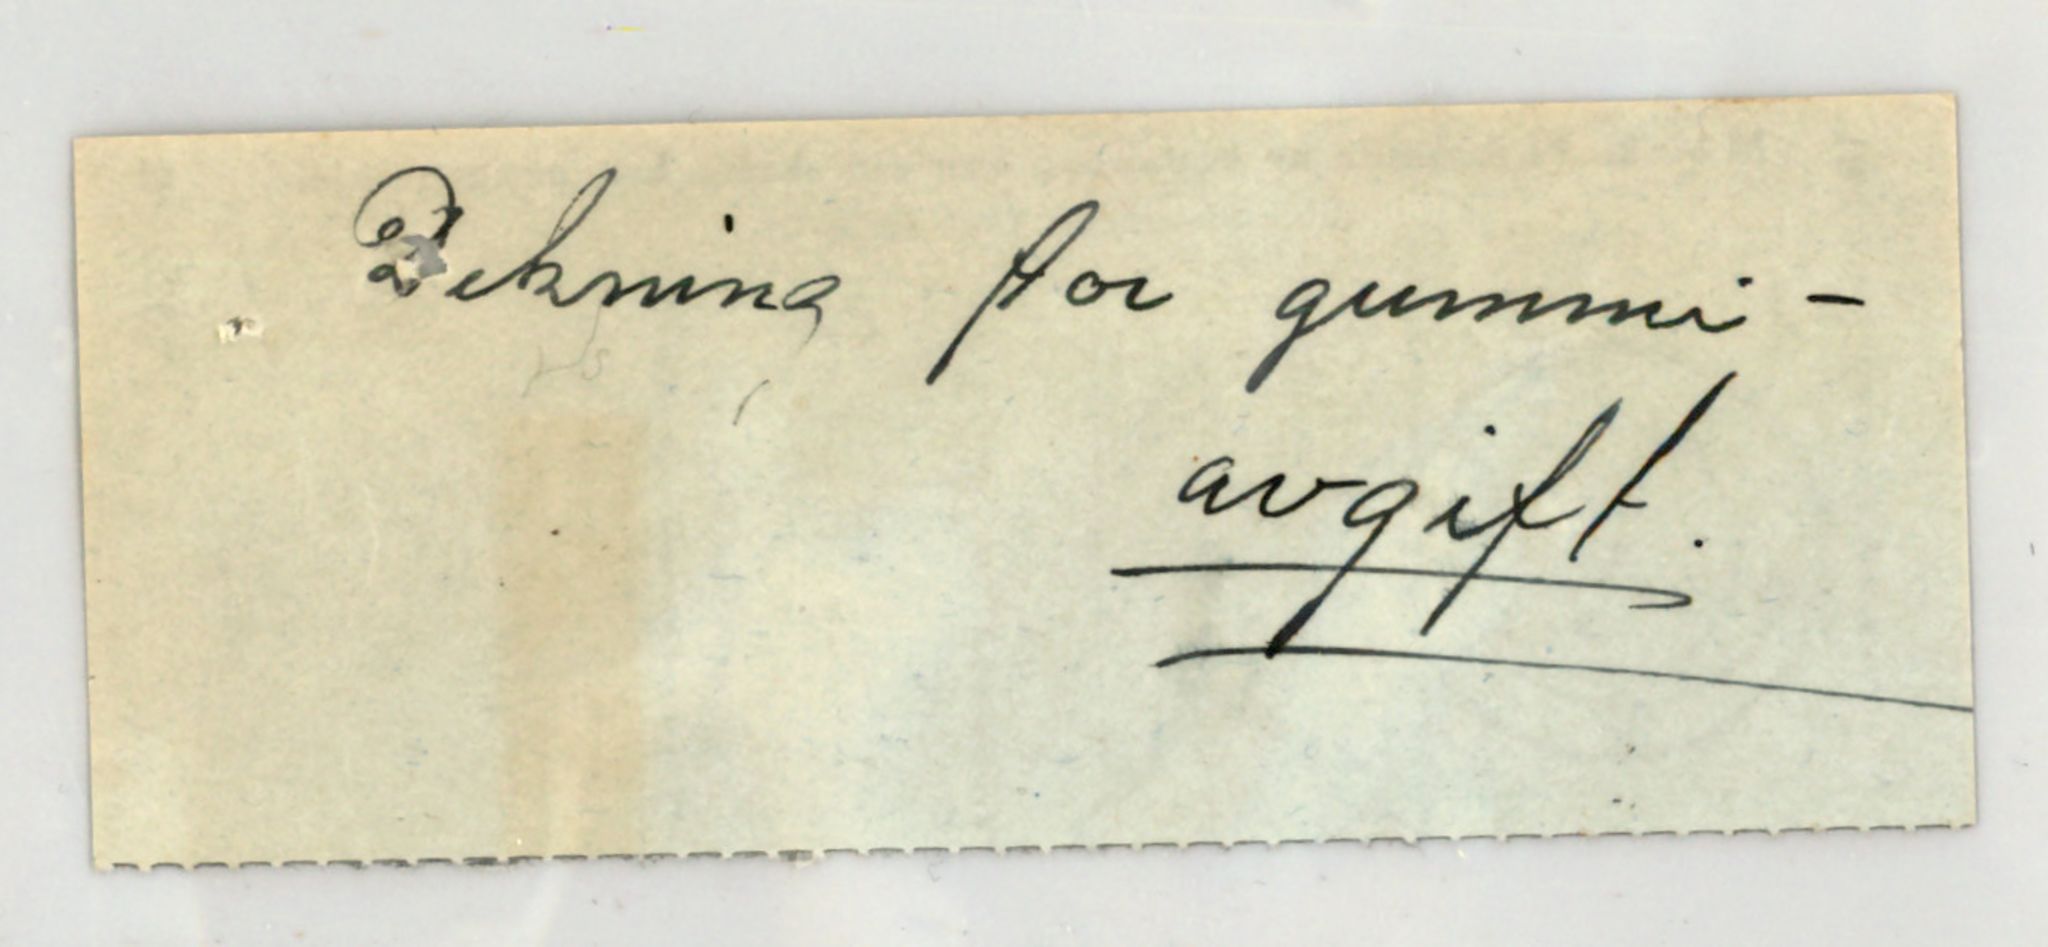 Dekning for gummi-
avgift.